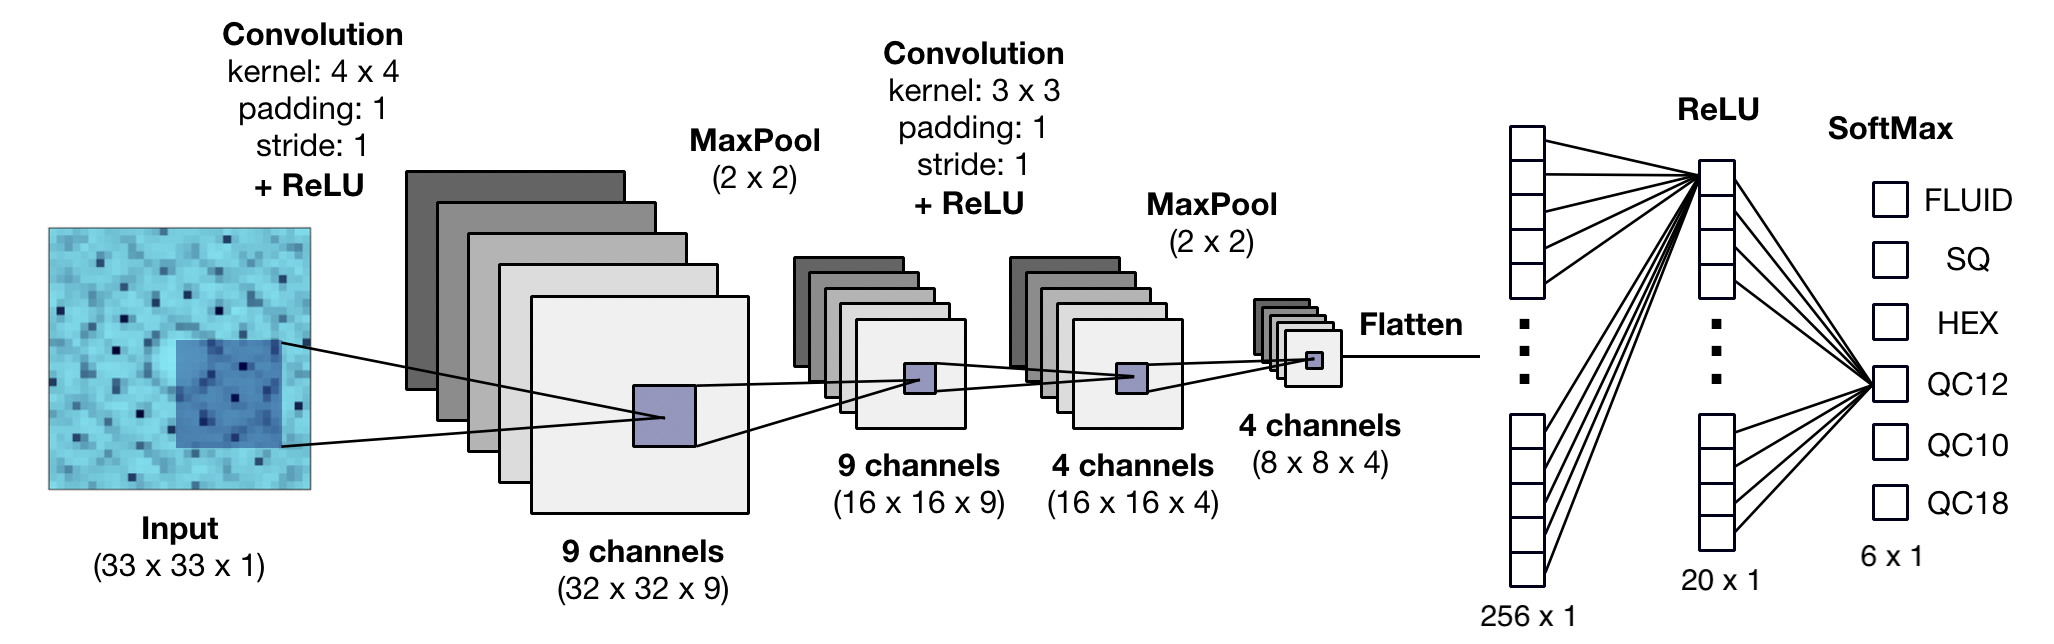 Convolution
kernel: 4 x 4
padding: 1
stride: 1
+ ReLU
Input
(33 x 33 x 1)
9 channels
(32 x 32 x 9)
MaxPool
(2 x 2)
9 channels
(16 x 16 x 9)
Convolution
kernel: 3 x 3
padding: 1
stride: 1
+ ReLU
4 channels
(16 x 16 x 4)
MaxPool
(2 x 2)
4 channels
(8 x 8 x 4)
Flatten
256 x 1
ReLU
20 x 1
SoftMax
FLUID
SQ
HEX
QC12
QC10
QC18
6 x 1